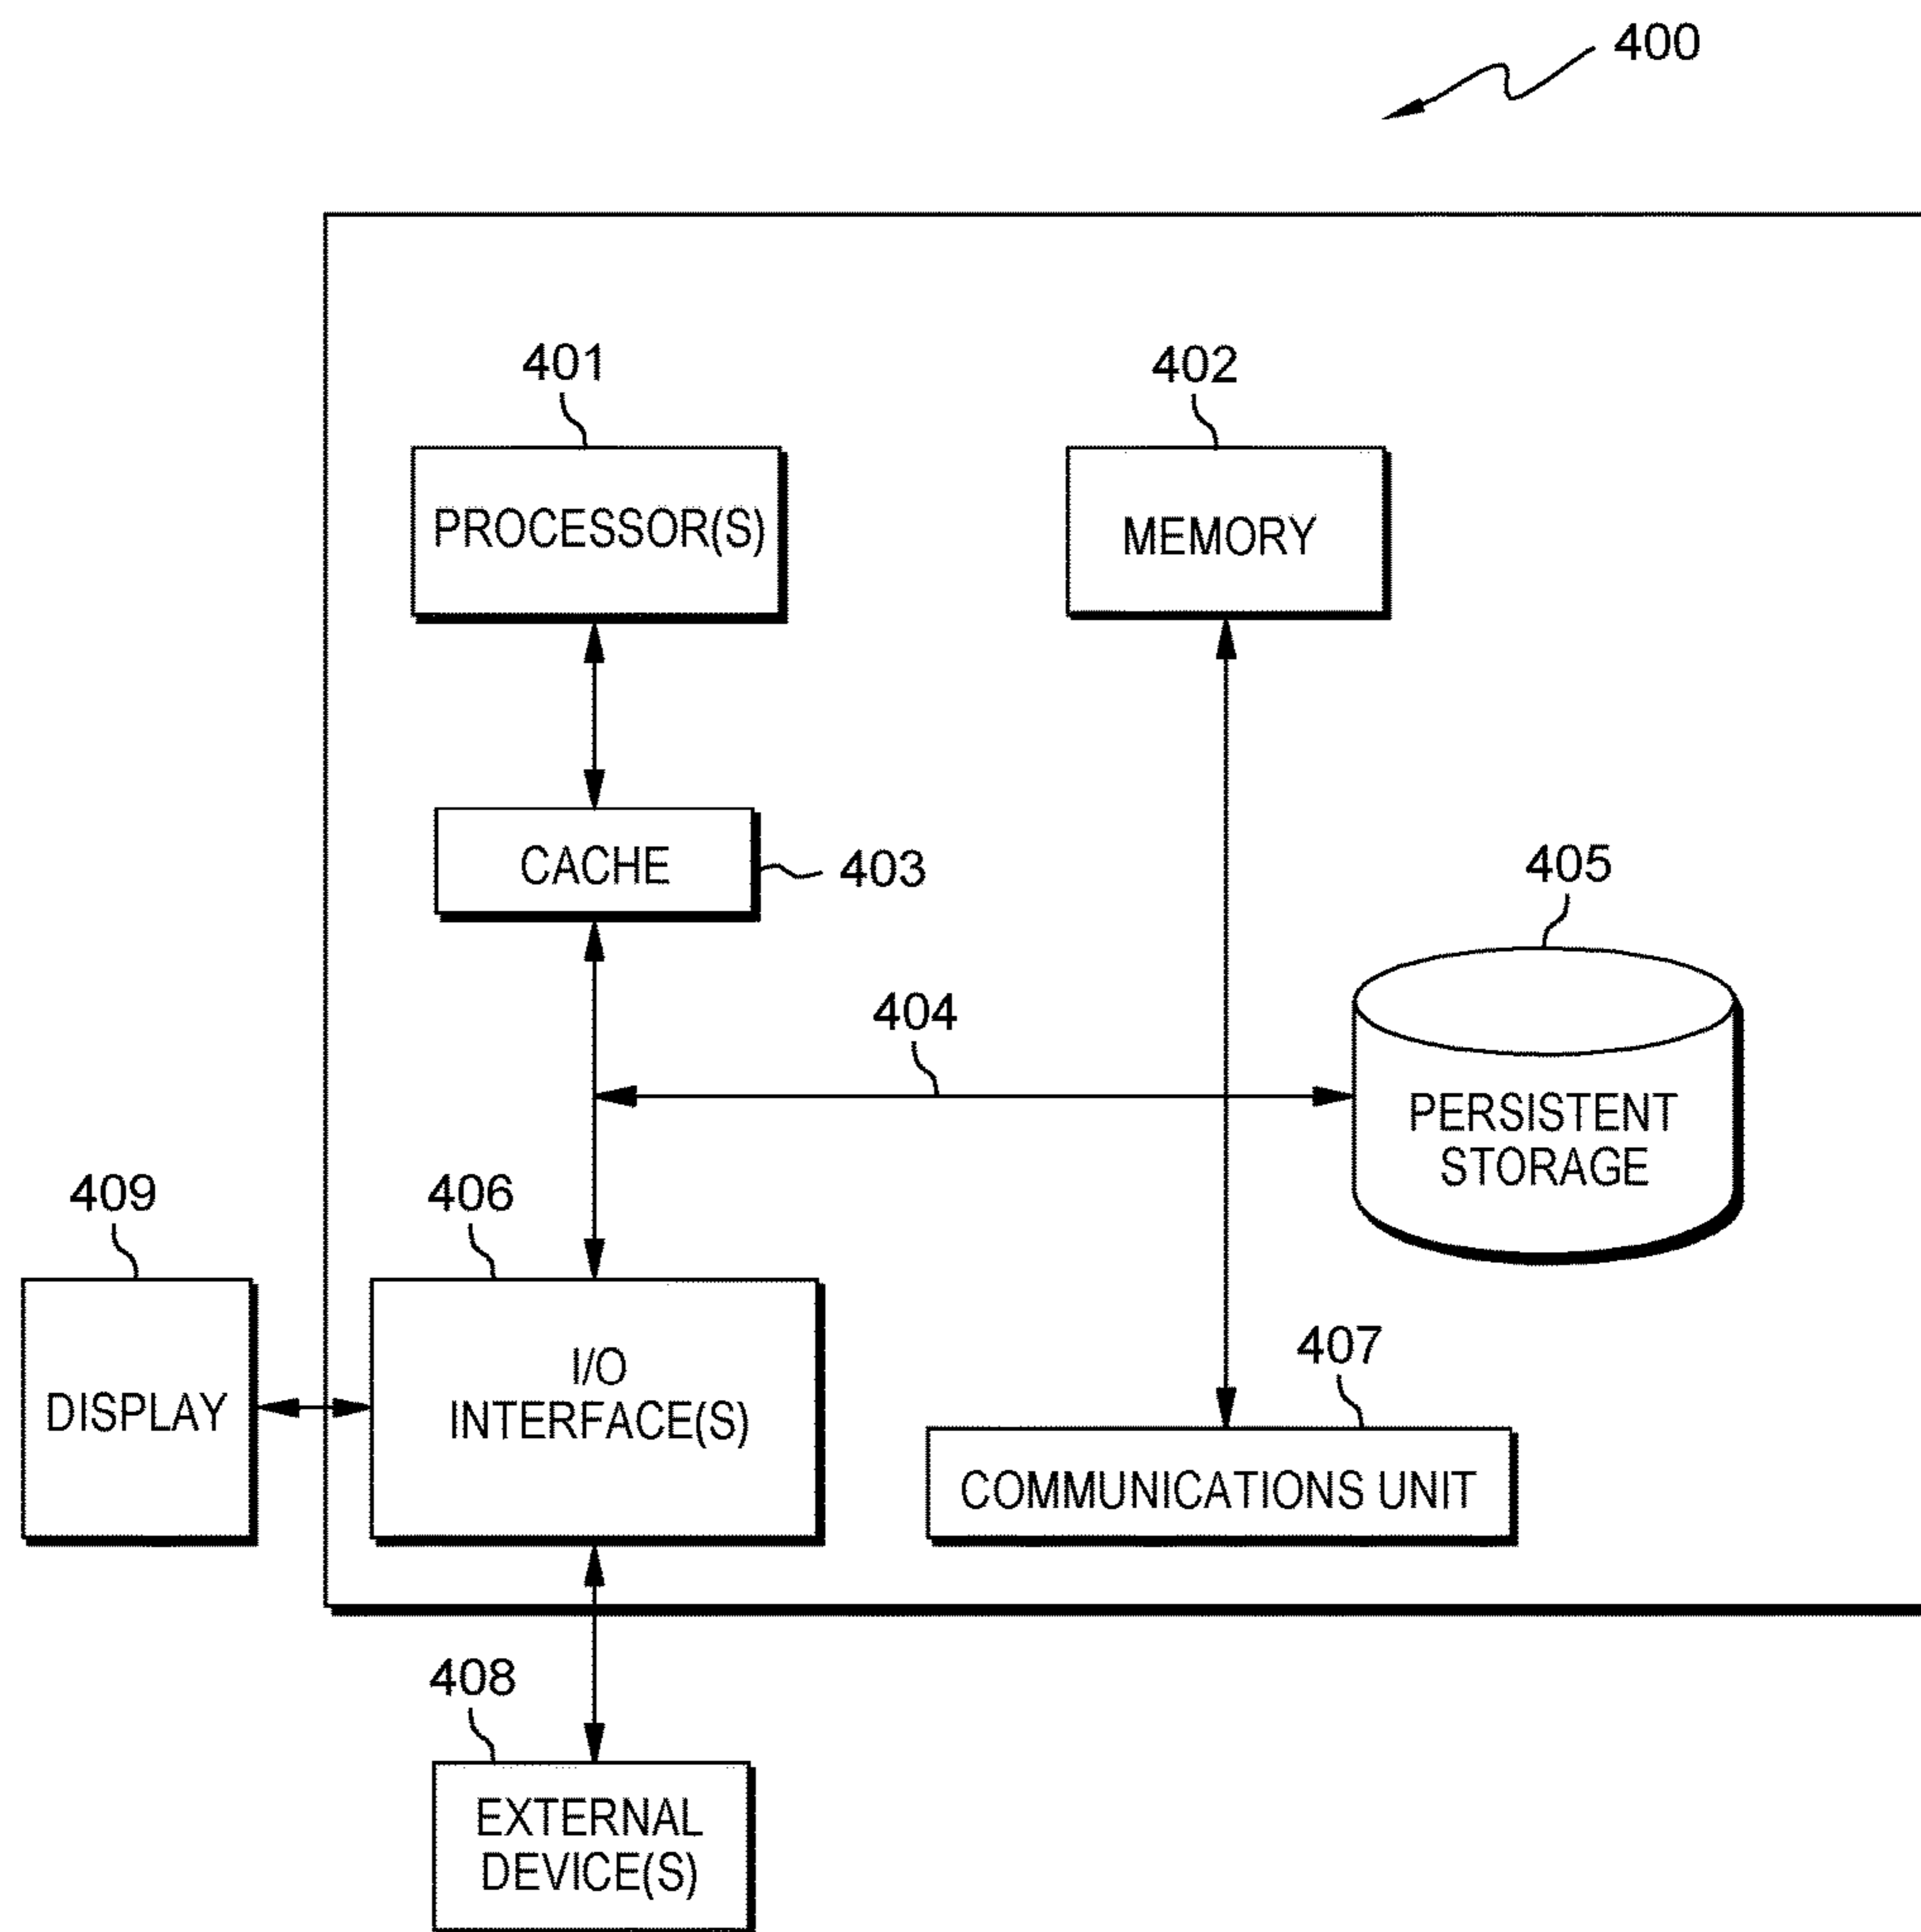 400
401
402
PROCESSOR(S)
MEMORY
CACHE
403
405
404
PERSISTENT
STORAGE
409
406
407
DISPLAY
I/O
INTERFACE(S)
COMMUNICATIONS UNIT
408
EXTERNAL
DEVICE(S)